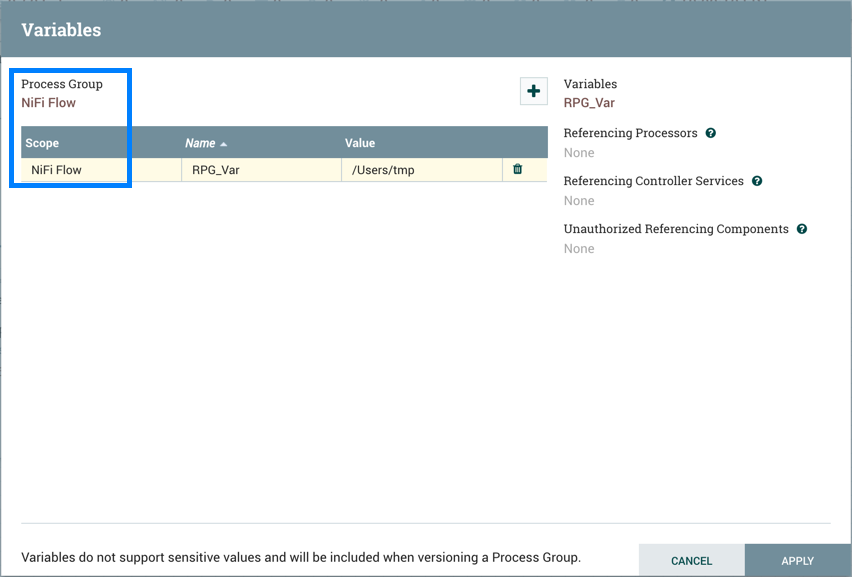 Variables
Process Group
NiFi Flow
Scope Name Value
NiFi Flow RPG_Var /Users/tmp
Variables
RPG_Var
Referencing Processors
None
Referencing Controller Services
None
Unauthorized Referencing Components
None
Variables do not support sensitive values and will be included when versioning a Process Group.
CANCEL APPLY